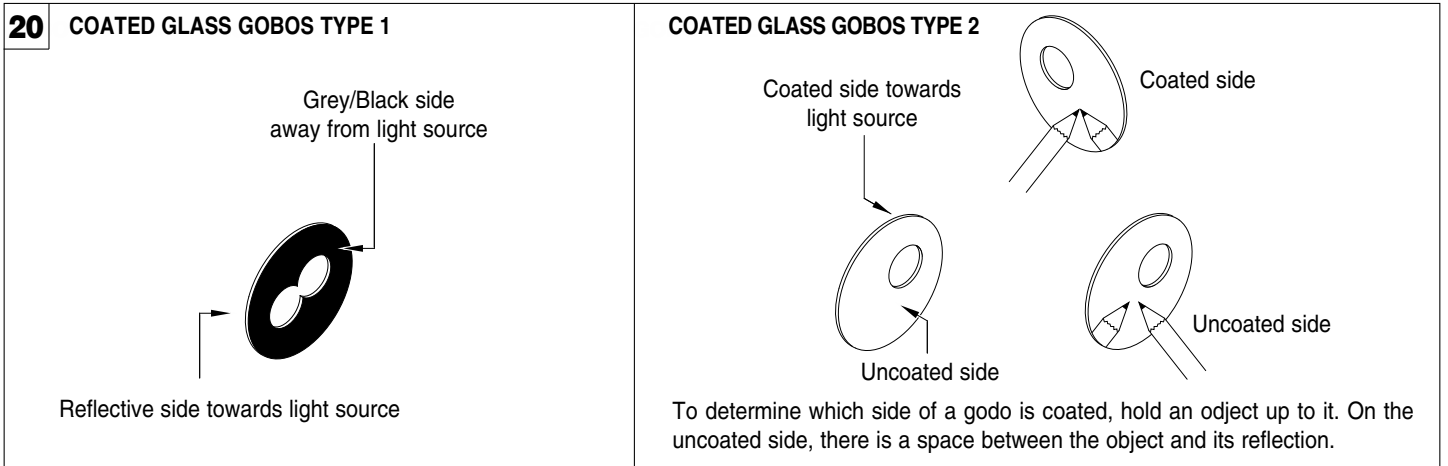 20 COATED GLASS GOBOS TYPE 1
Grey/Black side
away from light source
Reflective side towards light source
COATED GLASS GOBOS TYPE 2
Coated side towards
light source
Coated side
Uncoated side
Uncoated side
To determine which side of a godo is coated, hold an odject up to it. On the
uncoated side, there is a space between the object and its reflection.